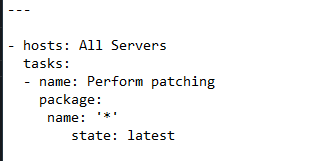 ---
- hosts: All Servers
  tasks:
  - name: Perform patching
    package:
     name: '*'
        state: latest